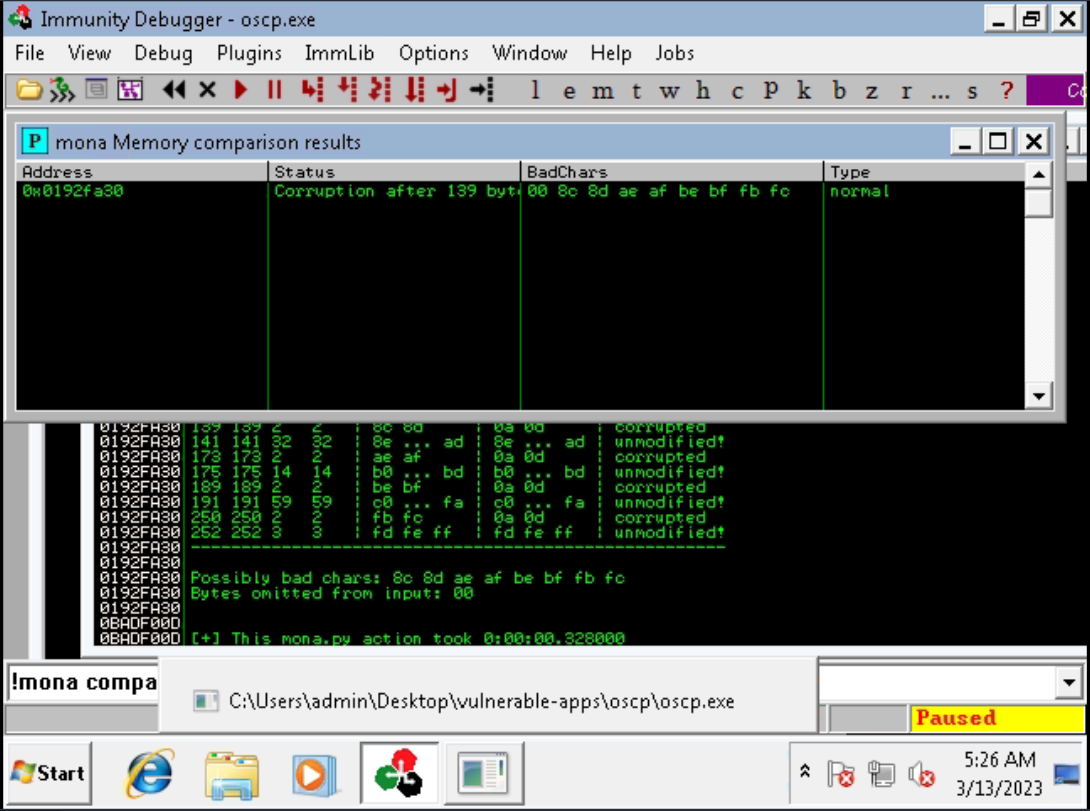 Immunity Debugger - oscp.exe
File View Debug Plugins ImmLib Options Window Help Jobs
l e m t w h c P k b z r ... s ?
mona Memory comparison results
Address Status BadChars Type
0x0192fa30 Corruption after 139 byt 00 8c 8d ae af be bf fb fc normal
0192FA30 139 139 2 2 | 8c 8d | 0a 0d | corrupted
0192FA30 141 141 32 32 | 8e ... ad | 8e ... ad | unmodified!
0192FA30 173 173 2 2 | ae af | 0a 0d | corrupted
0192FA30 175 175 14 14 | b0 ... bd | b0 ... bd | unmodified!
0192FA30 189 189 2 2 | be bf | 0a 0d | corrupted
0192FA30 191 191 59 59 | c0 ... fa | c0 ... fa | unmodified!
0192FA30 250 250 2 2 | fb fc | 0a 0d | corrupted
0192FA30 252 252 3 3 | fd fe ff | fd fe ff | unmodified!
0192FA30 ------------------------------------------------------
0192FA30
0192FA30 Possibly bad chars: 8c 8d ae af be bf fb fc
0192FA30 Bytes omitted from input: 00
0192FA30
0BADF00D
0BADF00D [+] This mona.py action took 0:00:00.328000
!mona compa
C:\Users\admin\Desktop\vulnerable-apps\oscp\oscp.exe
Paused
Start
5:26 AM
3/13/2023